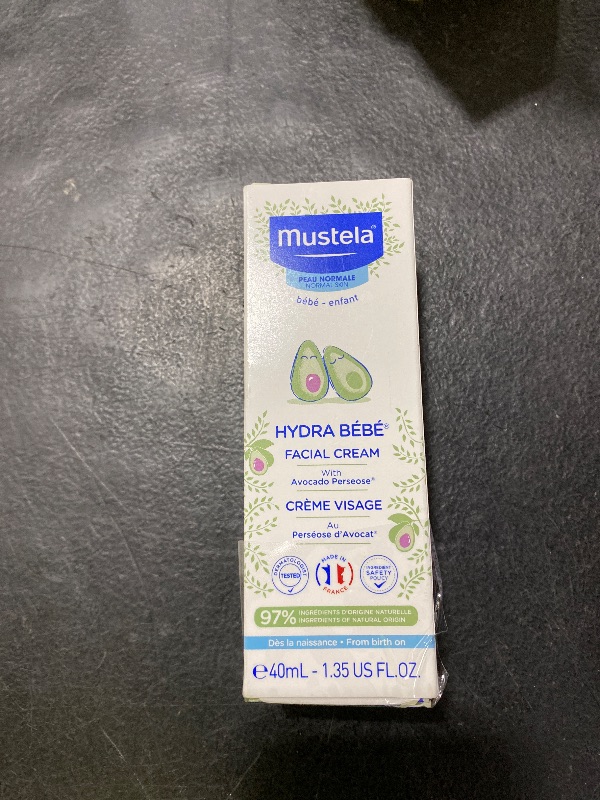 mustela®
PEAU NORMALE
NORMAL SKIN
bébé - enfant
HYDRA BÉBÉ®
FACIAL CREAM
With
Avocado Perseose®
CRÈME VISAGE
Au
Perséose d'Avocat®
DERMATOLOGIST
TESTED
MADE IN
FRANCE
INGREDIENT
SAFETY
POLICY
97% INGRÉDIENTS D'ORIGINE NATURELLE
INGREDIENTS OF NATURAL ORIGIN
Dès la naissance • From birth on
℮40mL - 1.35 US FL.OZ.